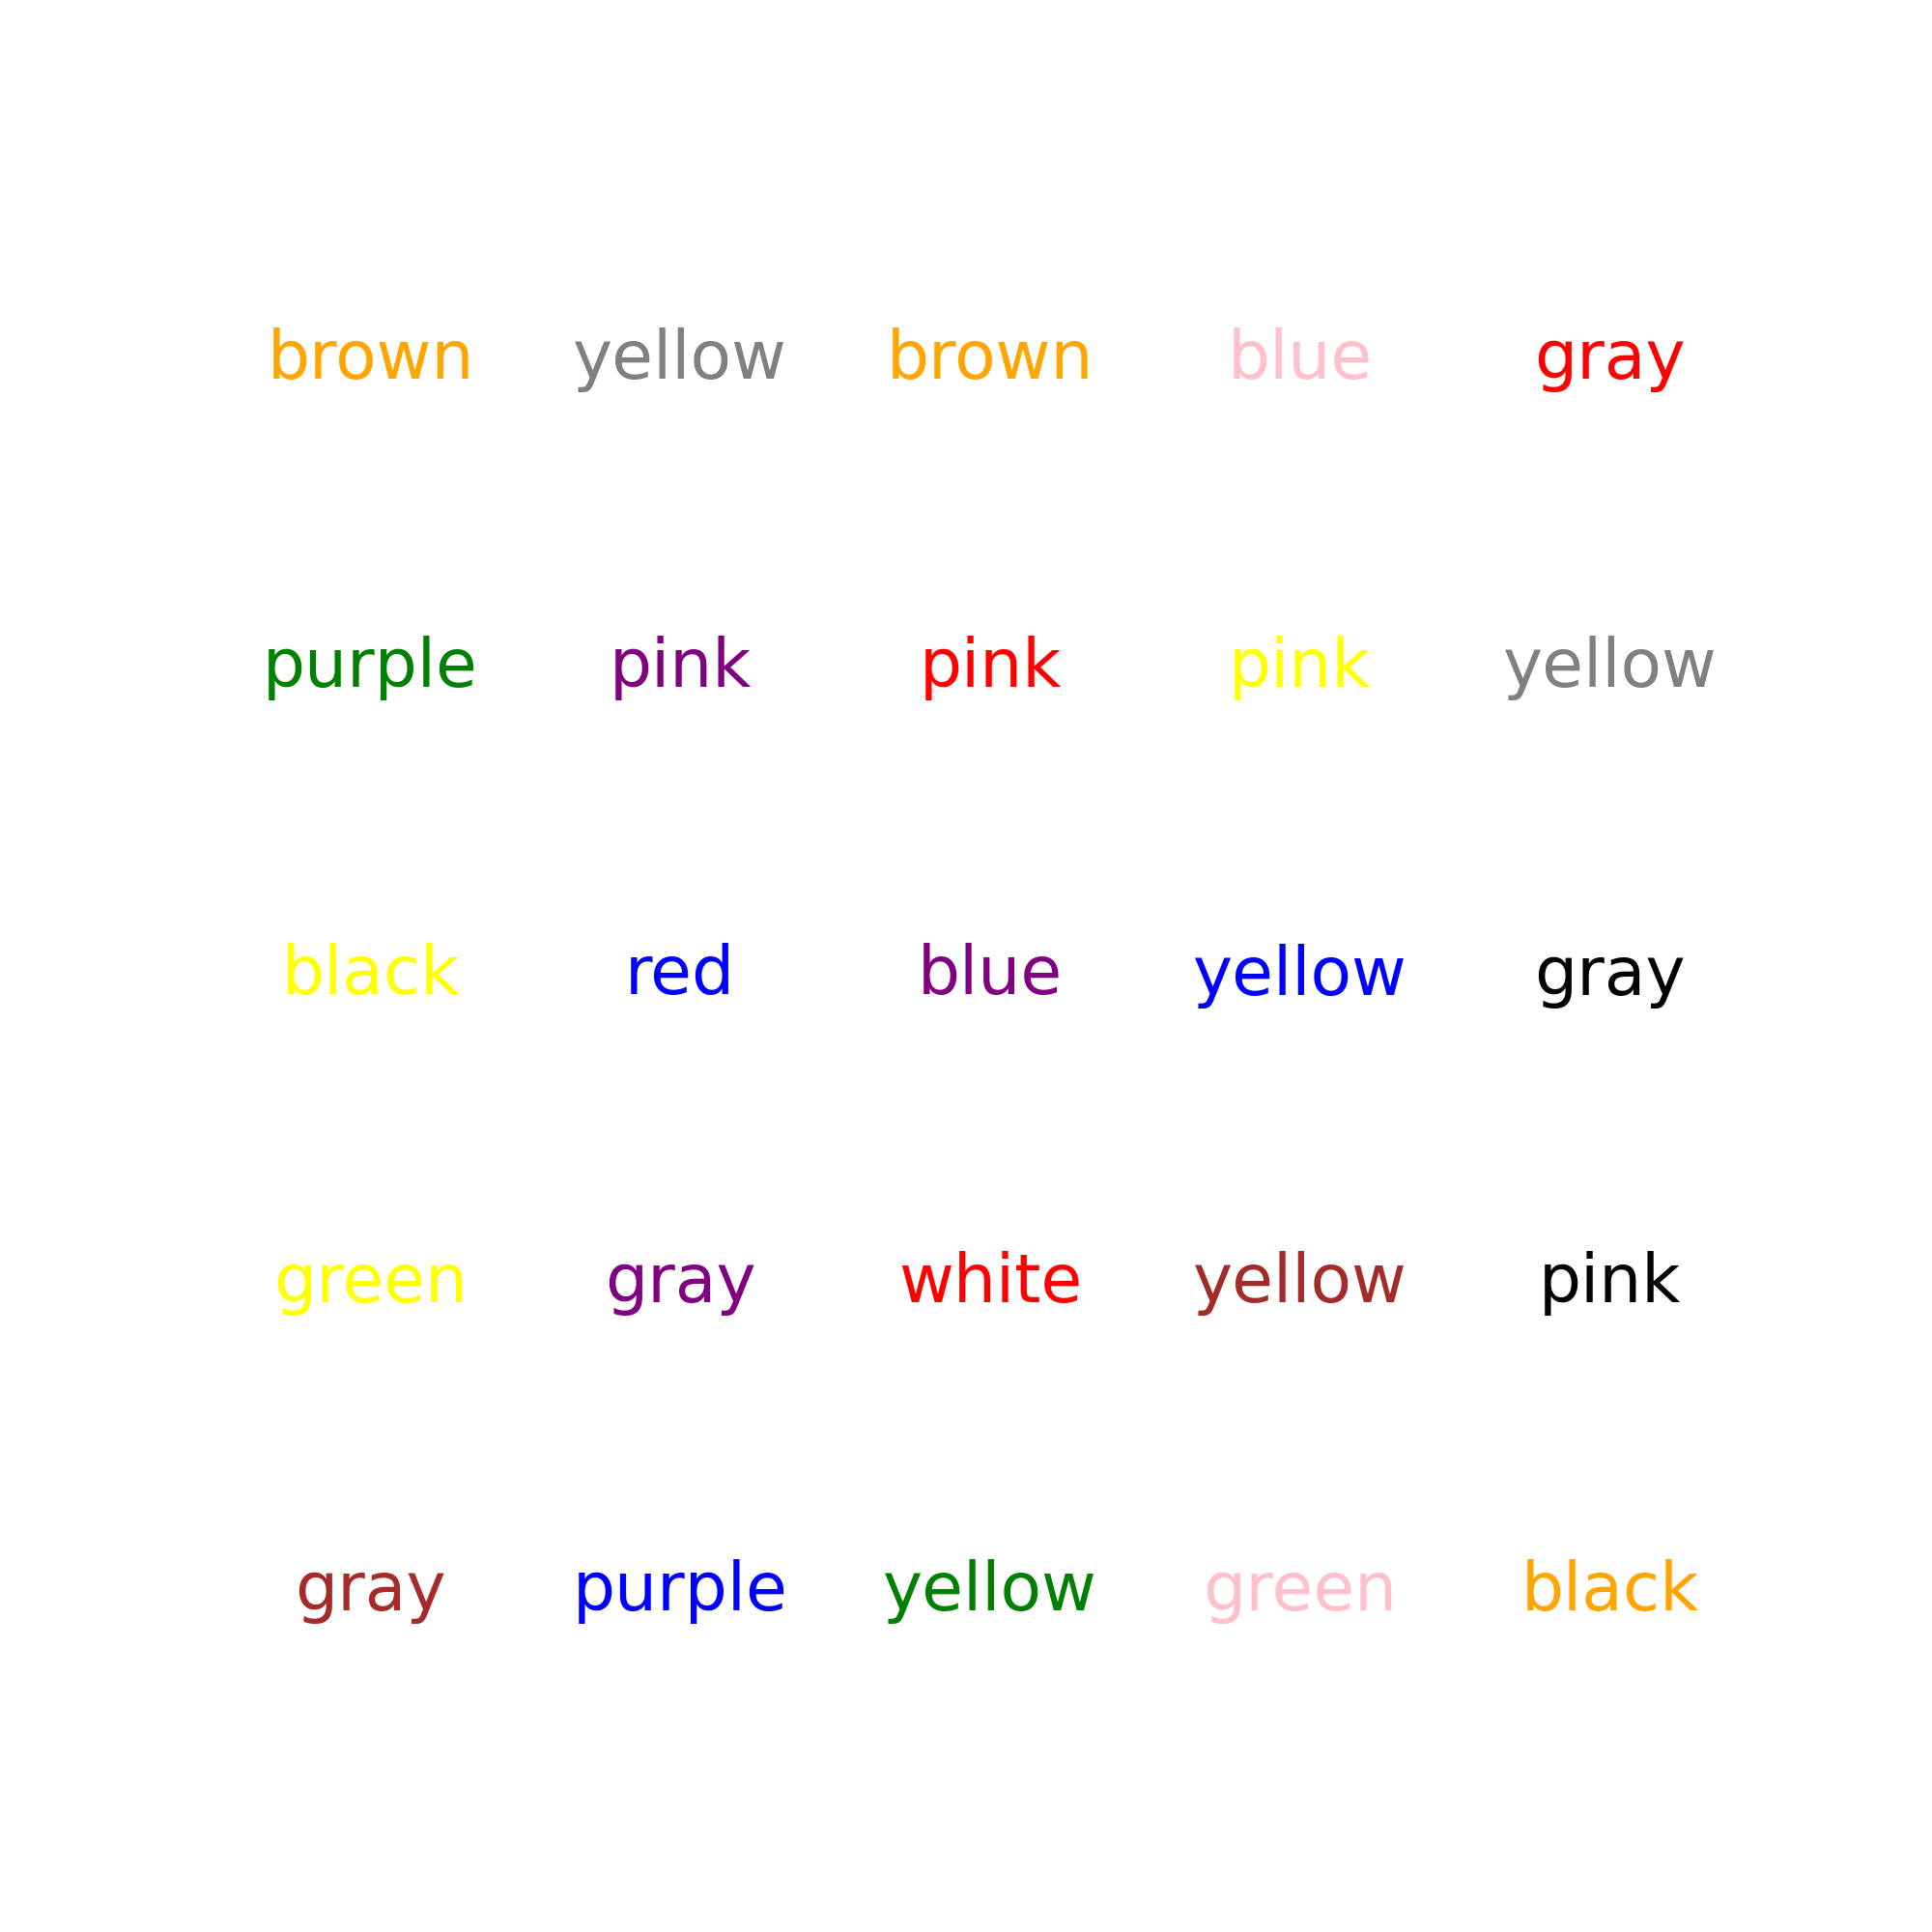 brown yellow brown blue gray
purple pink pink pink yellow
black red blue yellow gray
green gray white yellow pink
gray purple yellow green black